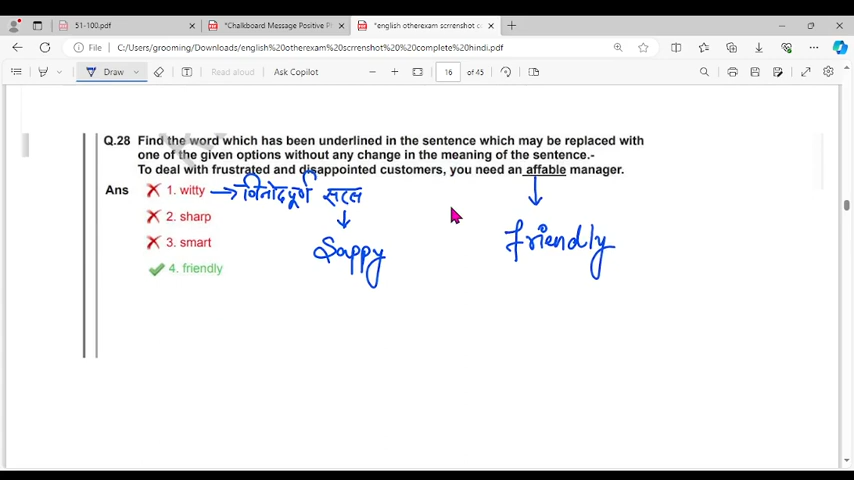 51-100.pdf
*Chalkboard Message Positive P
*english otherexam scrrenshot c
File
C:/Users/grooming/Downloads/english%20otherexam%20scrrenshot%20%20complete%20hindi.pdf
Draw
Read aloud
Ask Copilot
16
of 45
Q.28 Find the word which has been underlined in the sentence which may be replaced with
one of the given options without any change in the meaning of the sentence.-
To deal with frustrated and disappointed customers, you need an affable manager.
Ans
1. witty → विनोदपूर्ण सरल
2. sharp
3. smart
Sappy
friendly
4. friendly